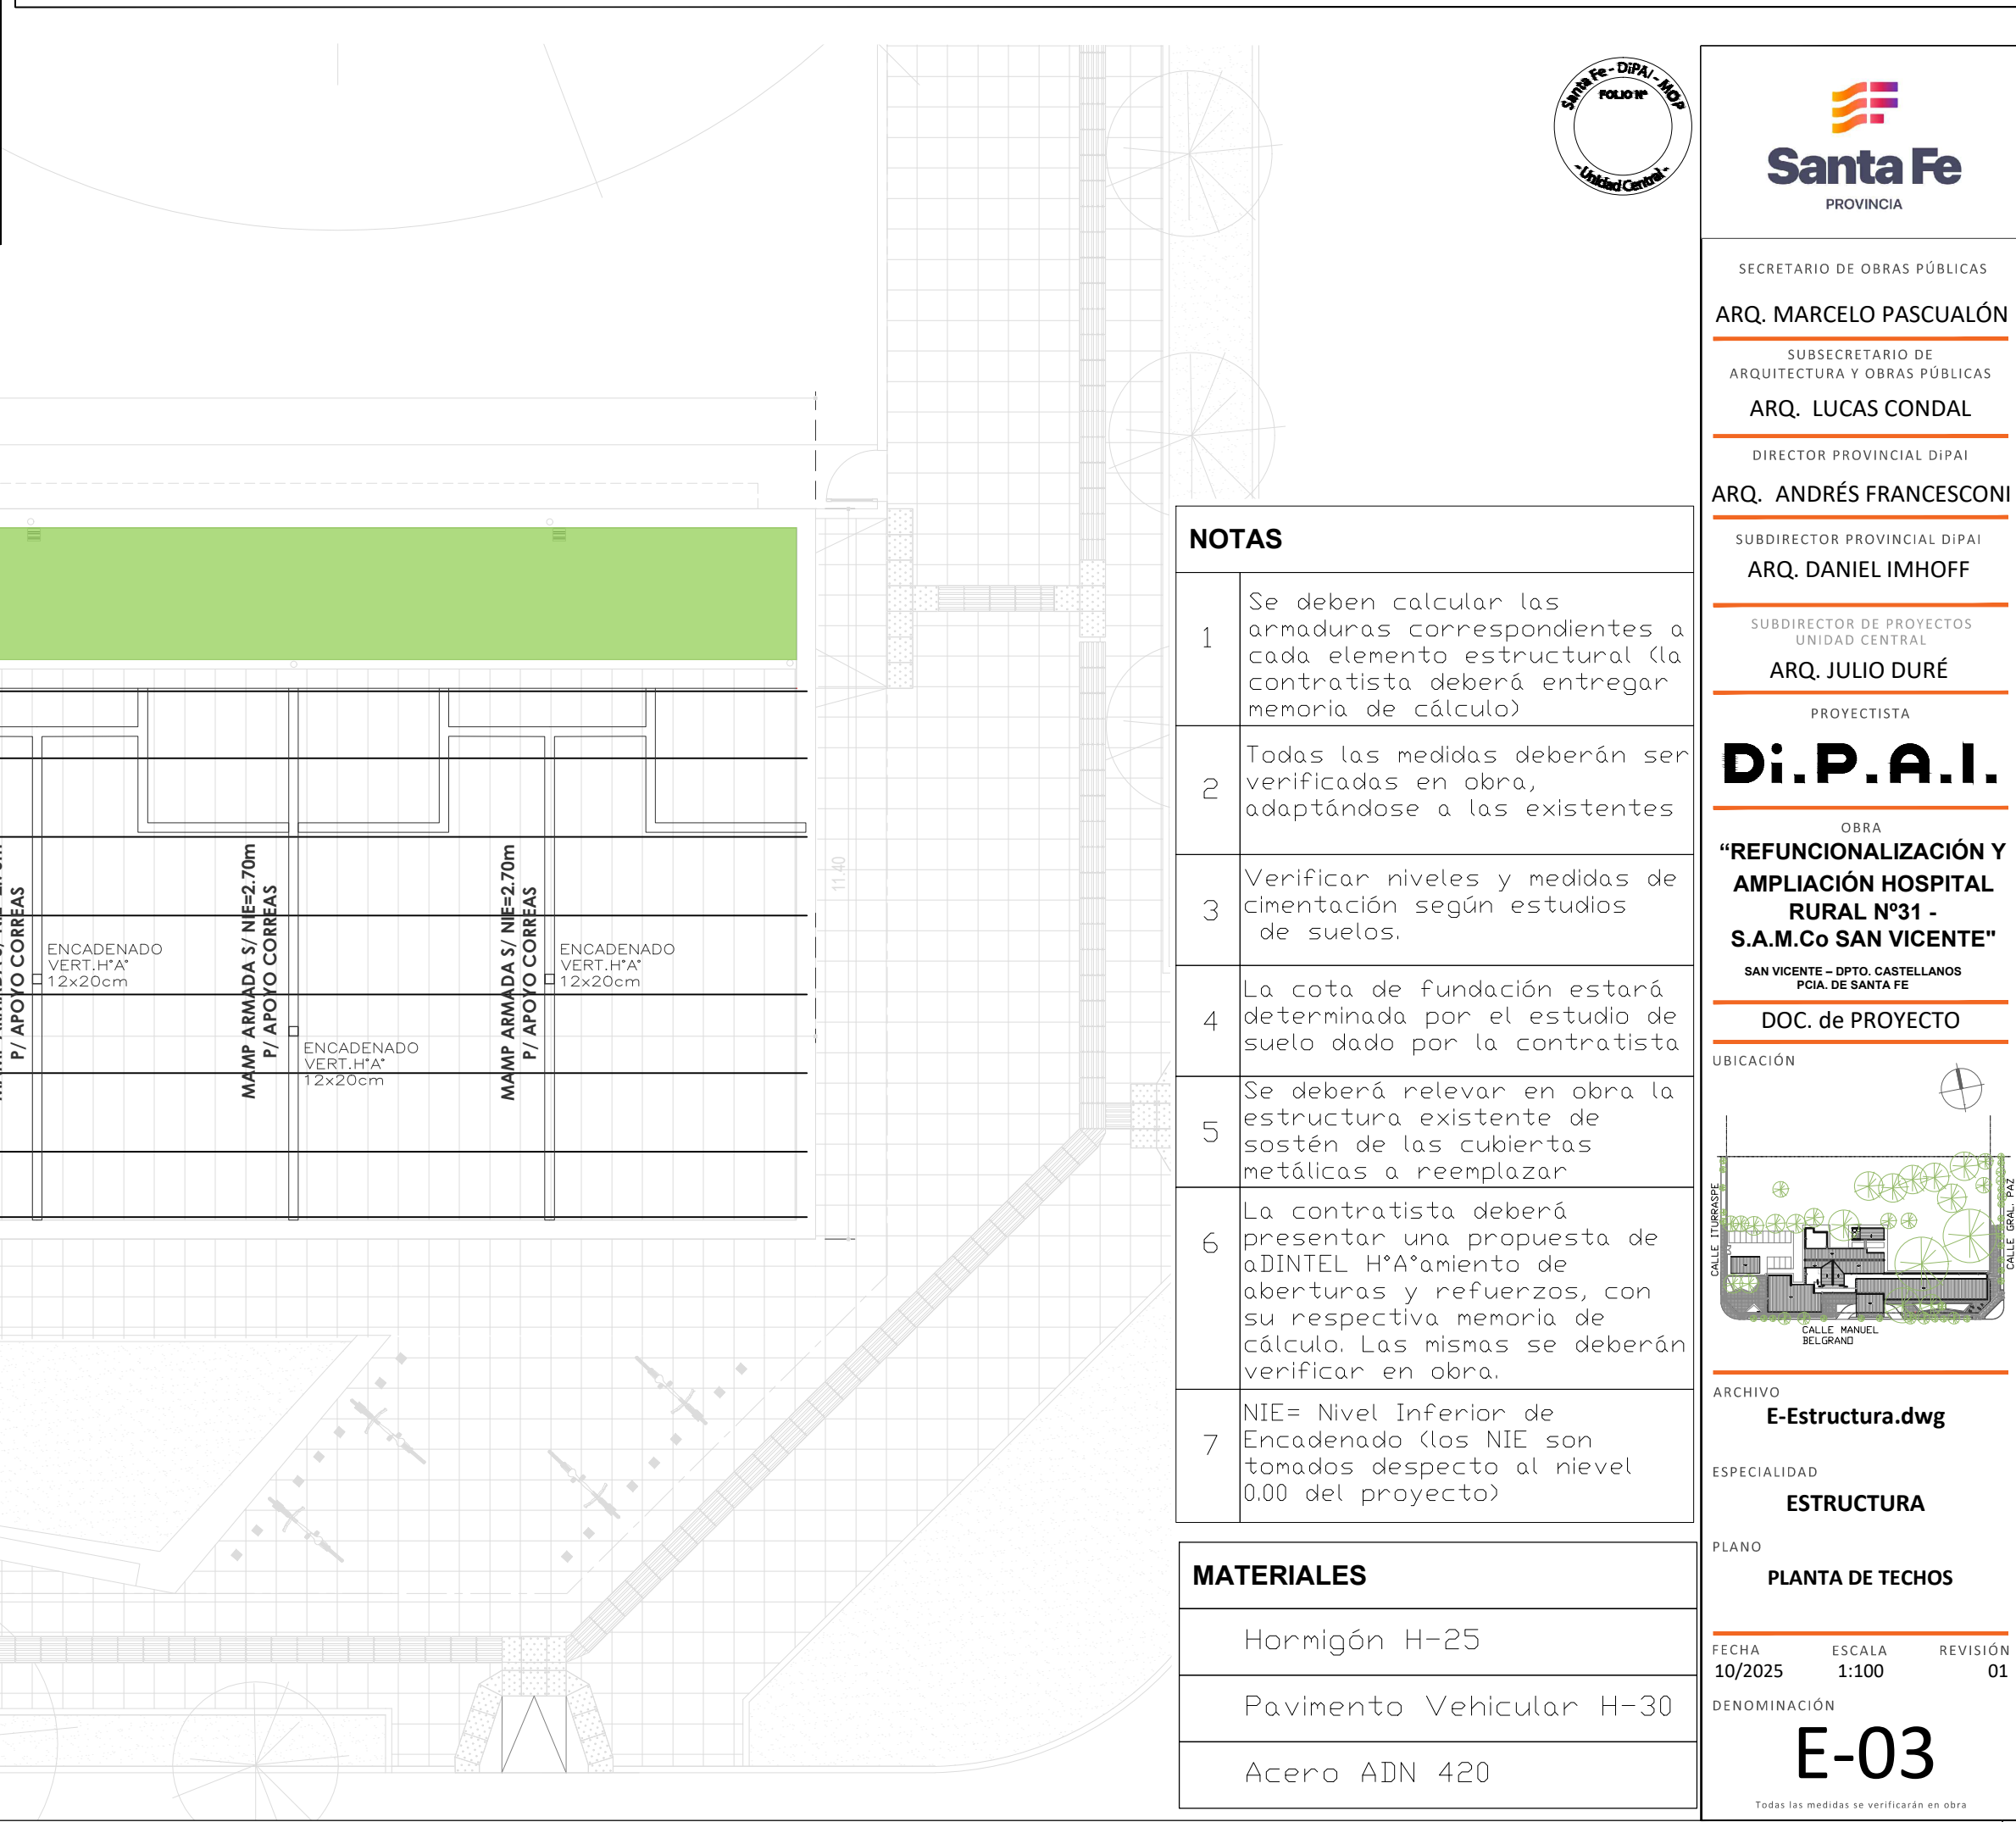 Santa Fe - DiPAI - MOP
FOLIO Nº
- Unidad Central -
P/ APOYO CORREAS
ENCADENADO
VERT.H°A°
12x20cm
MAMP ARMADA S/ NIE=2.70m
P/ APOYO CORREAS
ENCADENADO
VERT.H°A°
12x20cm
MAMP ARMADA S/ NIE=2.70m
P/ APOYO CORREAS
ENCADENADO
VERT.H°A°
12x20cm
11.40
NOTAS
1
Se deben calcular las
armaduras correspondientes a
cada elemento estructural (la
contratista deberá entregar
memoria de cálculo)
2
Todas las medidas deberán ser
verificadas en obra,
adaptándose a las existentes
3
Verificar niveles y medidas de
cimentación según estudios
de suelos.
4
La cota de fundación estará
determinada por el estudio de
suelo dado por la contratista
5
Se deberá relevar en obra la
estructura existente de
sostén de las cubiertas
metálicas a reemplazar
6
La contratista deberá
presentar una propuesta de
aDINTEL H°A°amiento de
aberturas y refuerzos, con
su respectiva memoria de
cálculo. Las mismas se deberán
verificar en obra.
7
NIE= Nivel Inferior de
Encadenado (los NIE son
tomados despecto al nievel
0.00 del proyecto)
MATERIALES
Hormigón H-25
Pavimento Vehicular H-30
Acero ADN 420
Santa Fe
PROVINCIA
SECRETARIO DE OBRAS PÚBLICAS
ARQ. MARCELO PASCUALÓN
SUBSECRETARIO DE
ARQUITECTURA Y OBRAS PÚBLICAS
ARQ. LUCAS CONDAL
DIRECTOR PROVINCIAL DiPAI
ARQ. ANDRÉS FRANCESCONI
SUBDIRECTOR PROVINCIAL DiPAI
ARQ. DANIEL IMHOFF
SUBDIRECTOR DE PROYECTOS
UNIDAD CENTRAL
ARQ. JULIO DURÉ
PROYECTISTA
Di.P.A.I.
OBRA
“REFUNCIONALIZACIÓN Y
AMPLIACIÓN HOSPITAL
RURAL Nº31 -
S.A.M.Co SAN VICENTE"
SAN VICENTE – DPTO. CASTELLANOS
PCIA. DE SANTA FE
DOC. de PROYECTO
UBICACIÓN
CALLE ITURRASPE
CALLE GRAL. PAZ
CALLE MANUEL
BELGRANO
ARCHIVO
E-Estructura.dwg
ESPECIALIDAD
ESTRUCTURA
PLANO
PLANTA DE TECHOS
FECHA ESCALA REVISIÓN
10/2025 1:100 01
DENOMINACIÓN
E-03
Todas las medidas se verificarán en obra